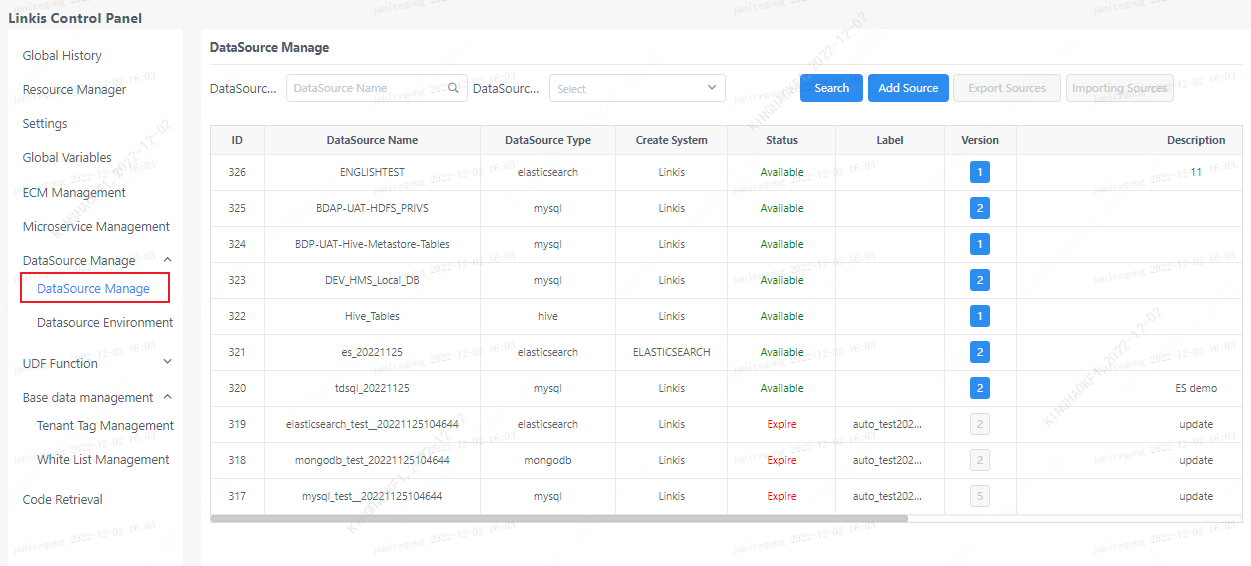 Linkis Control Panel
Global History
Resource Manager
Settings
Global Variables
ECM Management
Microservice Management
DataSource Manage
DataSource Manage
Datasource Environment
UDF Function
Base data management
Tenant Tag Management
White List Management
Code Retrieval
DataSource Manage
DataSourc... DataSource Name DataSourc... Select Search Add Source Export Sources Importing Sources
ID DataSource Name DataSource Type Create System Status Label Version Description
326 ENGLISHTEST elasticsearch Linkis Available 1 11
325 BDAP-UAT-HDFS_PRIVS mysql Linkis Available 2
324 BDP-UAT-Hive-Metastore-Tables mysql Linkis Available 1
323 DEV_HMS_Local_DB mysql Linkis Available 2
322 Hive_Tables hive Linkis Available 1
321 es_20221125 elasticsearch ELASTICSEARCH Available 2
320 tdsql_20221125 mysql Linkis Available 2 ES demo
319 elasticsearch_test__20221125104644 elasticsearch Linkis Expire auto_test202... 2 update
318 mongodb_test_20221125104644 mongodb Linkis Expire auto_test202... 2 update
317 mysql_test__20221125104644 mysql Linkis Expire auto_test202... 5 update
janicegong 2022-12-02 16:03
KINGHAOKF1, 2022-12-02